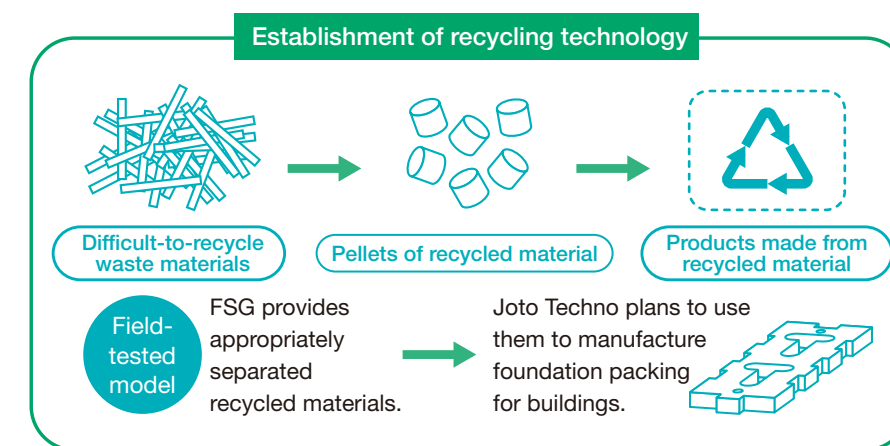 Establishment of recycling technology
Difficult-to-recycle
waste materials
Pellets of recycled material
Products made from
recycled material
Field-
tested
model
FSG provides
appropriately
separated
recycled materials.
Joto Techno plans to use
them to manufacture
foundation packing
for buildings.